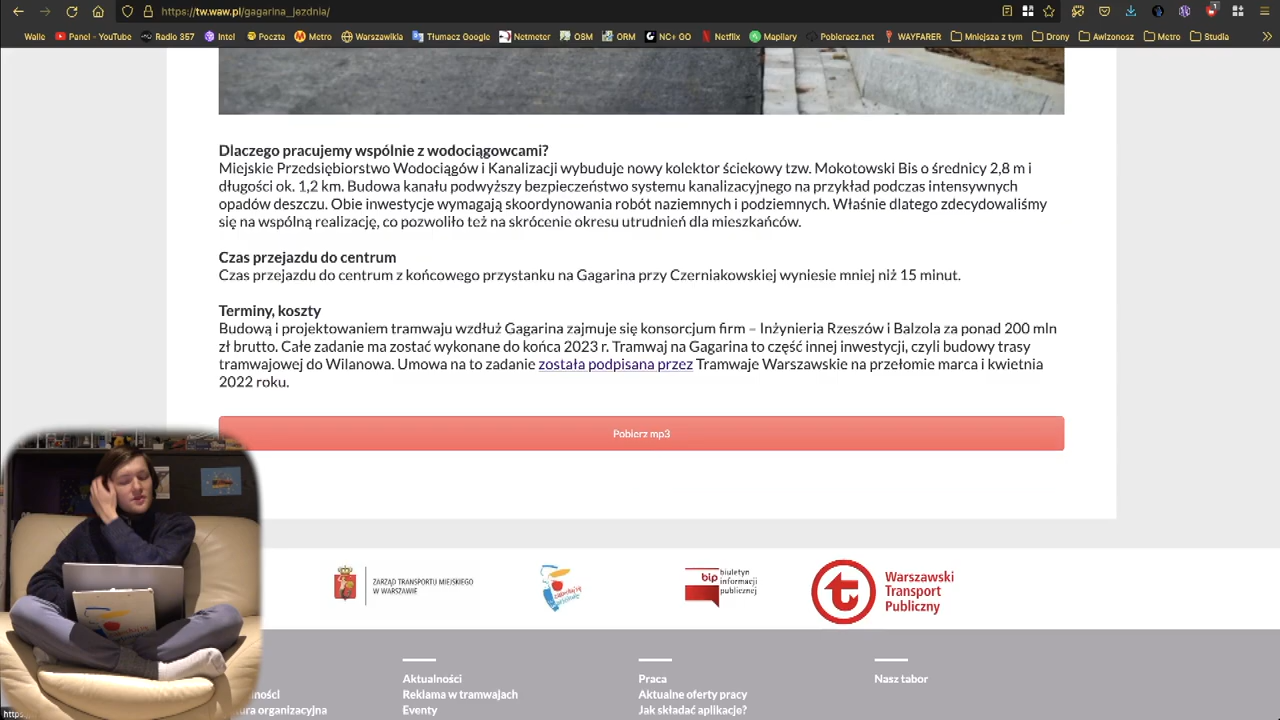 https://tw.waw.pl/gagarina_jezdnia/
Walle Panel - YouTube Radio 357 Intel Poczta Metro Warszawikia Tłumacz Google Netmeter OSM ORM NC+ GO Netflix Mapilary Pobieracz.net WAYFARER Mniejsza z tym Drony Awizonosz Metro Studia
Dlaczego pracujemy wspólnie z wodociągowcami?
Miejskie Przedsiębiorstwo Wodociągów i Kanalizacji wybuduje nowy kolektor ściekowy tzw. Mokotowski Bis o średnicy 2,8 m i
długości ok. 1,2 km. Budowa kanału podwyższy bezpieczeństwo systemu kanalizacyjnego na przykład podczas intensywnych
opadów deszczu. Obie inwestycje wymagają skoordynowania robót naziemnych i podziemnych. Właśnie dlatego zdecydowaliśmy
się na wspólną realizację, co pozwoliło też na skrócenie okresu utrudnień dla mieszkańców.
Czas przejazdu do centrum
Czas przejazdu do centrum z końcowego przystanku na Gagarina przy Czerniakowskiej wyniesie mniej niż 15 minut.
Terminy, koszty
Budową i projektowaniem tramwaju wzdłuż Gagarina zajmuje się konsorcjum firm – Inżynieria Rzeszów i Balzola za ponad 200 mln
zł brutto. Całe zadanie ma zostać wykonane do końca 2023 r. Tramwaj na Gagarina to część innej inwestycji, czyli budowy trasy
tramwajowej do Wilanowa. Umowa na to zadanie została podpisana przez Tramwaje Warszawskie na przełomie marca i kwietnia
2022 roku.
Pobierz mp3
ZARZĄD TRANSPORTU MIEJSKIEGO
W WARSZAWIE
bip biuletyn
informacji
publicznej
Warszawski
Transport
Publiczny
Aktualności Praca Nasz tabor
Reklama w tramwajach Aktualne oferty pracy
organizacyjna Eventy Jak składać aplikacje?